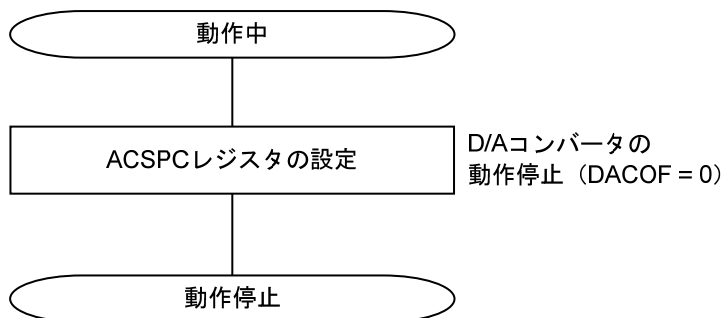 動作中
ACSPCレジスタの設定
D/Aコンバータの
動作停止（DACOF = 0）
動作停止